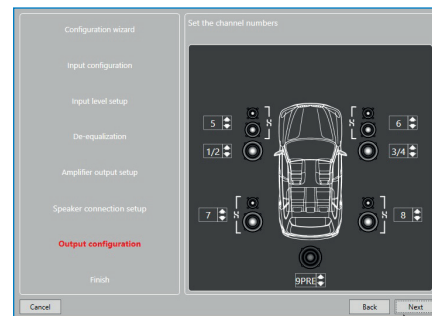 Configuration wizard
Input configuration
Input level setup
De-equalization
Amplifier output setup
Speaker connection setup
Output configuration
Finish
Set the channel numbers
5
6
1/2
3/4
7
8
9PRE
Cancel
Back
Next